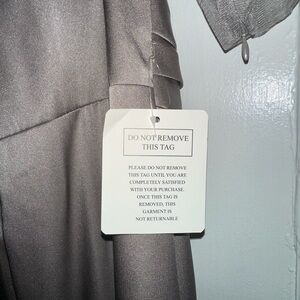 DO NOT REMOVE
THIS TAG
PLEASE DO NOT REMOVE
THIS TAG UNTIL YOU ARE
COMPLETELY SATISFIED
WITH YOUR PURCHASE.
ONCE THIS TAG IS
REMOVED, THIS
GARMENT IS
NOT RETURNABLE